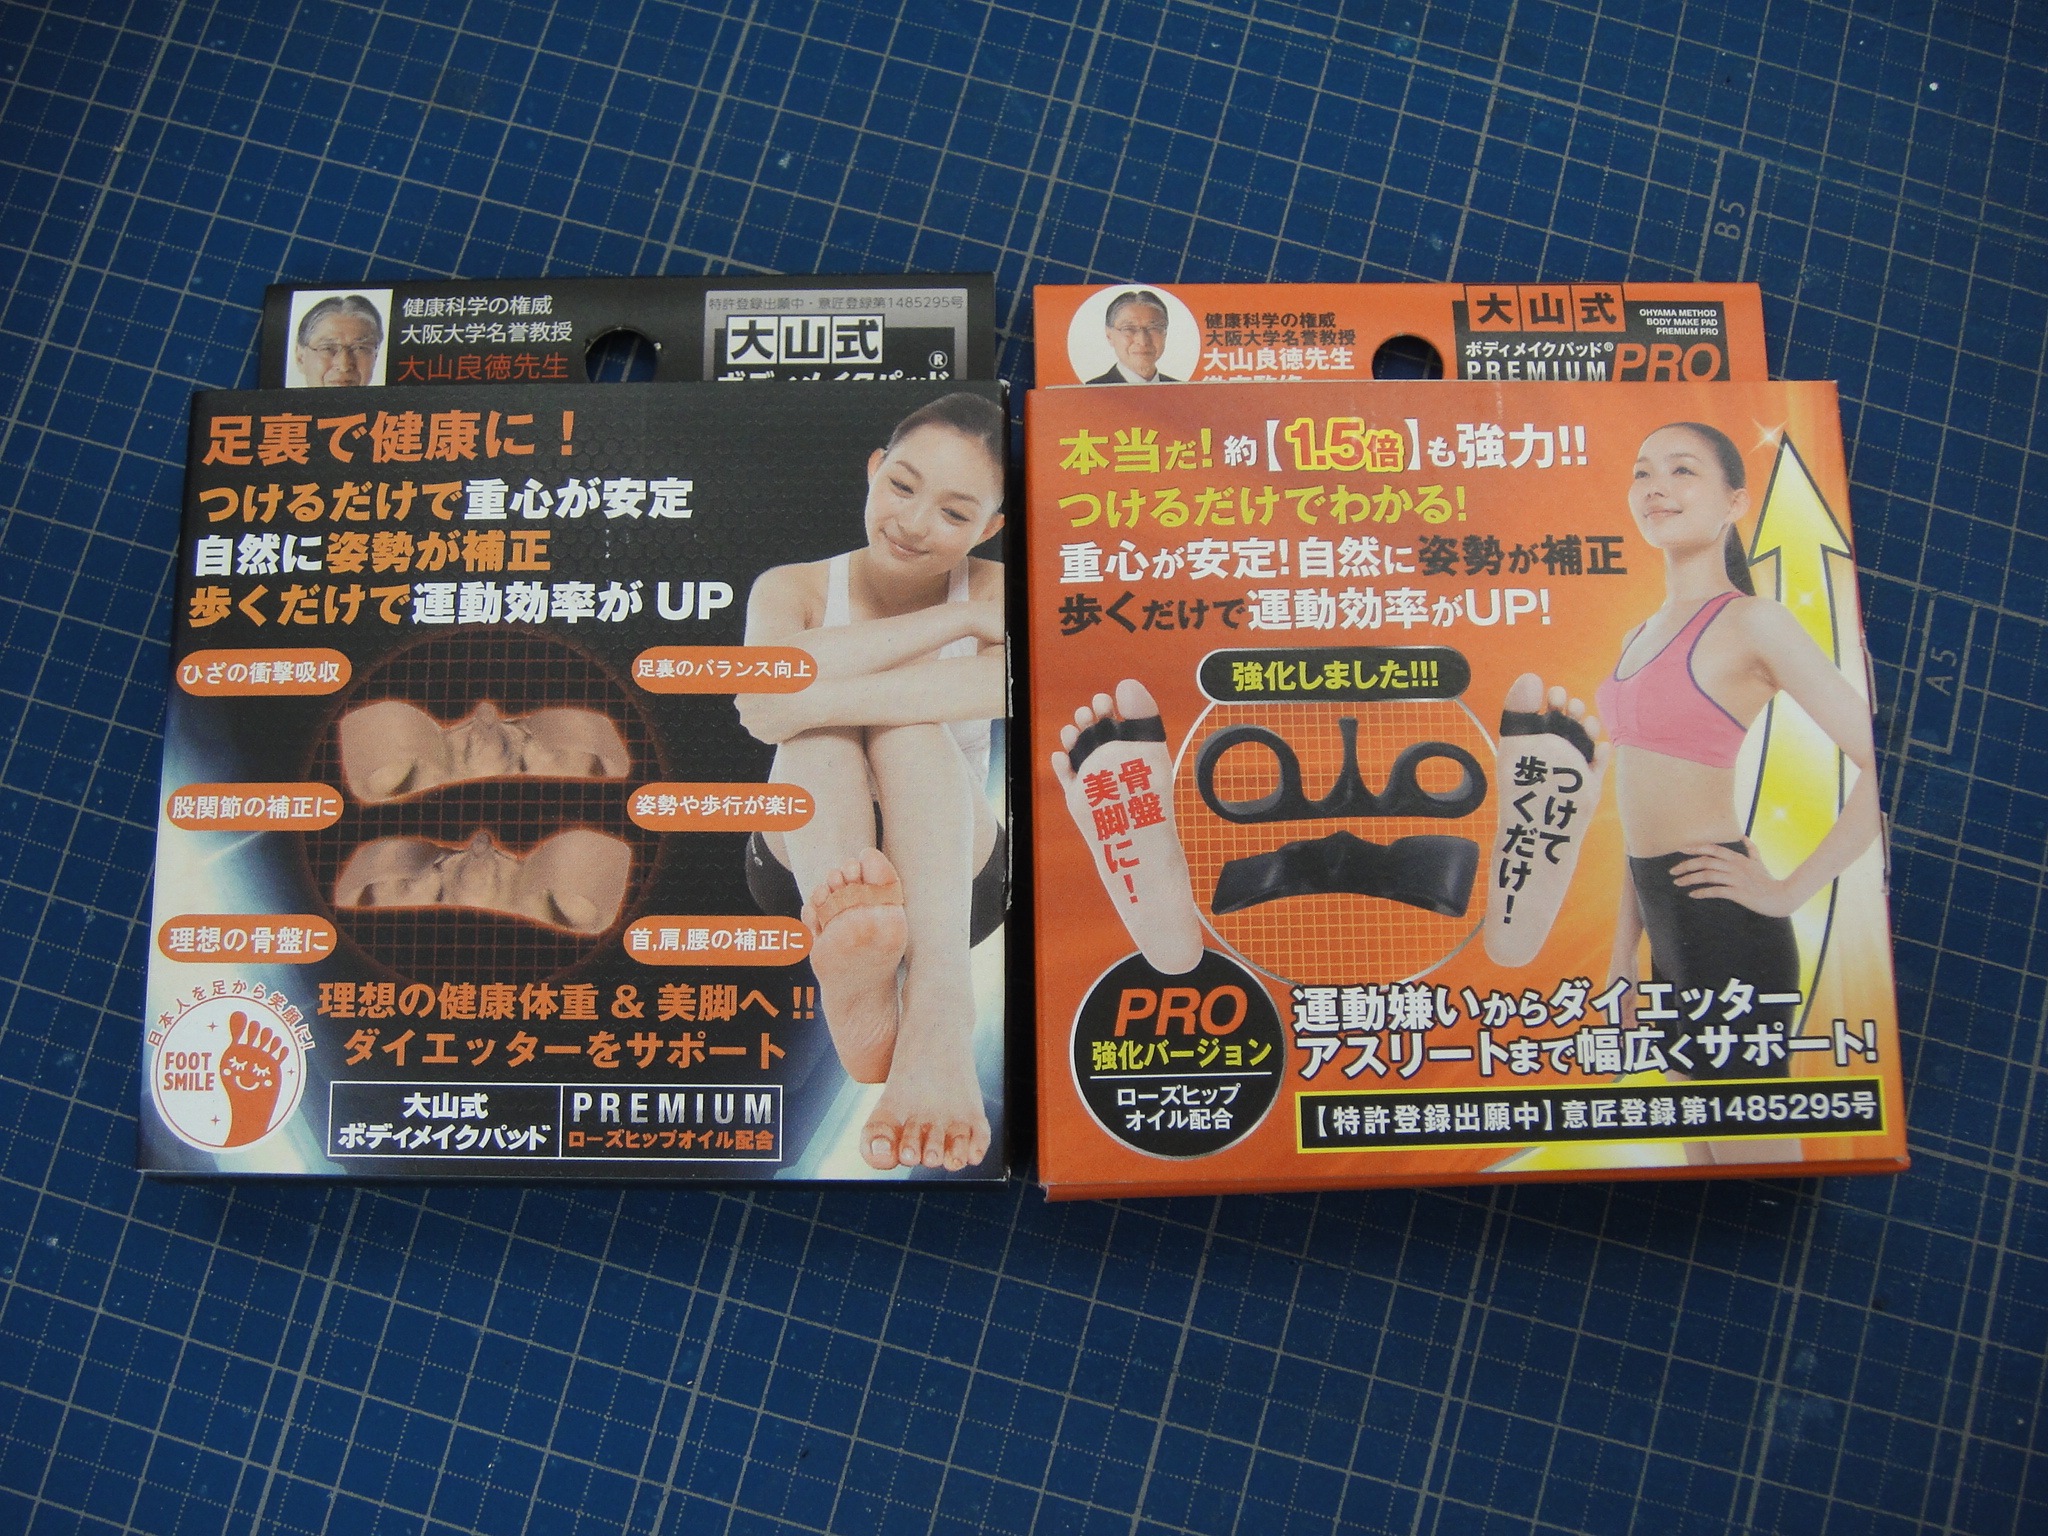 健康科学の権威
大阪大学名誉教授
大山良徳先生
特許登録出願中・意匠登録第1485295号
大山式
®
ボディメイクパッド
足裏で健康に！
つけるだけで重心が安定
自然に姿勢が補正
歩くだけで運動効率が UP
ひざの衝撃吸収
足裏のバランス向上
股関節の補正に
姿勢や歩行が楽に
理想の骨盤に
首,肩,腰の補正に
日本人を足から笑顔に!
FOOT
SMILE
理想の健康体重 & 美脚へ !!
ダイエッターをサポート
大山式
ボディメイクパッド
PREMIUM
ローズヒップオイル配合
健康科学の権威
大阪大学名誉教授
大山良徳先生
大山式
OHYAMA METHOD
BODY MAKE PAD
PREMIUM PRO
ボディメイクパッド®
PREMIUM PRO
本当だ! 約【1.5倍】も強力!!
つけるだけでわかる!
重心が安定!自然に姿勢が補正
歩くだけで運動効率がUP!
強化しました!!!
骨盤
美脚に!
つけて
歩くだけ!
PRO
強化バージョン
ローズヒップ
オイル配合
運動嫌いからダイエッター
アスリートまで幅広くサポート!
【特許登録出願中】意匠登録第1485295号
B5
A5